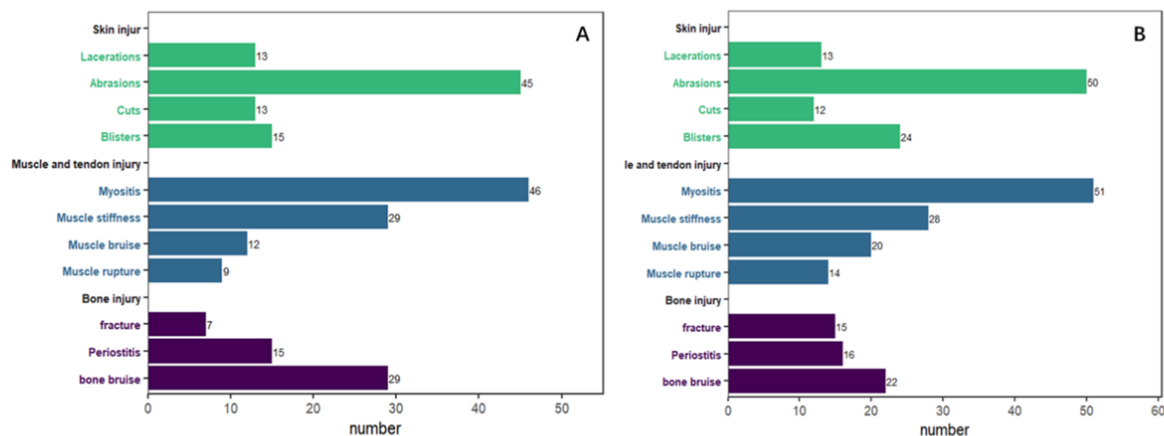 A
Skin injur
Lacerations 13
Abrasions 45
Cuts 13
Blisters 15
Muscle and tendon injury
Myositis 46
Muscle stiffness 29
Muscle bruise 12
Muscle rupture 9
Bone injury
fracture 7
Periostitis 15
bone bruise 29
0 10 20 30 40 50
number
B
Skin injur
Lacerations 13
Abrasions 50
Cuts 12
Blisters 24
le and tendon injury
Myositis 51
Muscle stiffness 28
Muscle bruise 20
Muscle rupture 14
Bone injury
fracture 15
Periostitis 16
bone bruise 22
0 10 20 30 40 50 60
number